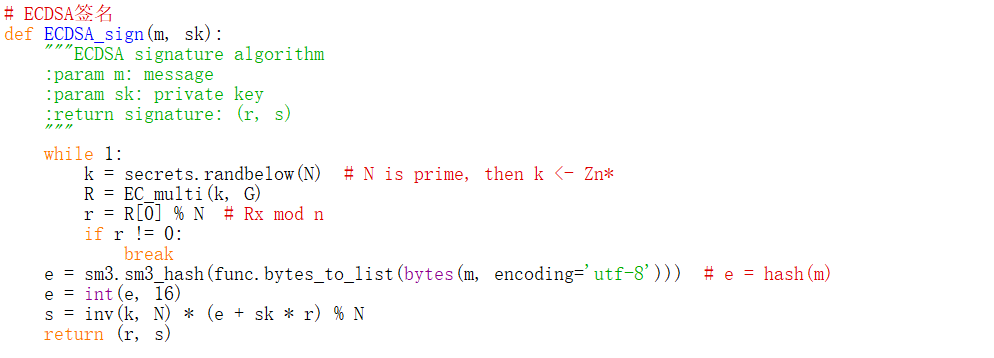 # ECDSA签名
def ECDSA_sign(m, sk):
    """ECDSA signature algorithm
    :param m: message
    :param sk: private key
    :return signature: (r, s)
    """
    while 1:
        k = secrets.randbelow(N)  # N is prime, then k <- Zn*
        R = EC_multi(k, G)
        r = R[0] % N  # Rx mod n
        if r != 0:
            break
    e = sm3.sm3_hash(func.bytes_to_list(bytes(m, encoding='utf-8')))  # e = hash(m)
    e = int(e, 16)
    s = inv(k, N) * (e + sk * r) % N
    return (r, s)